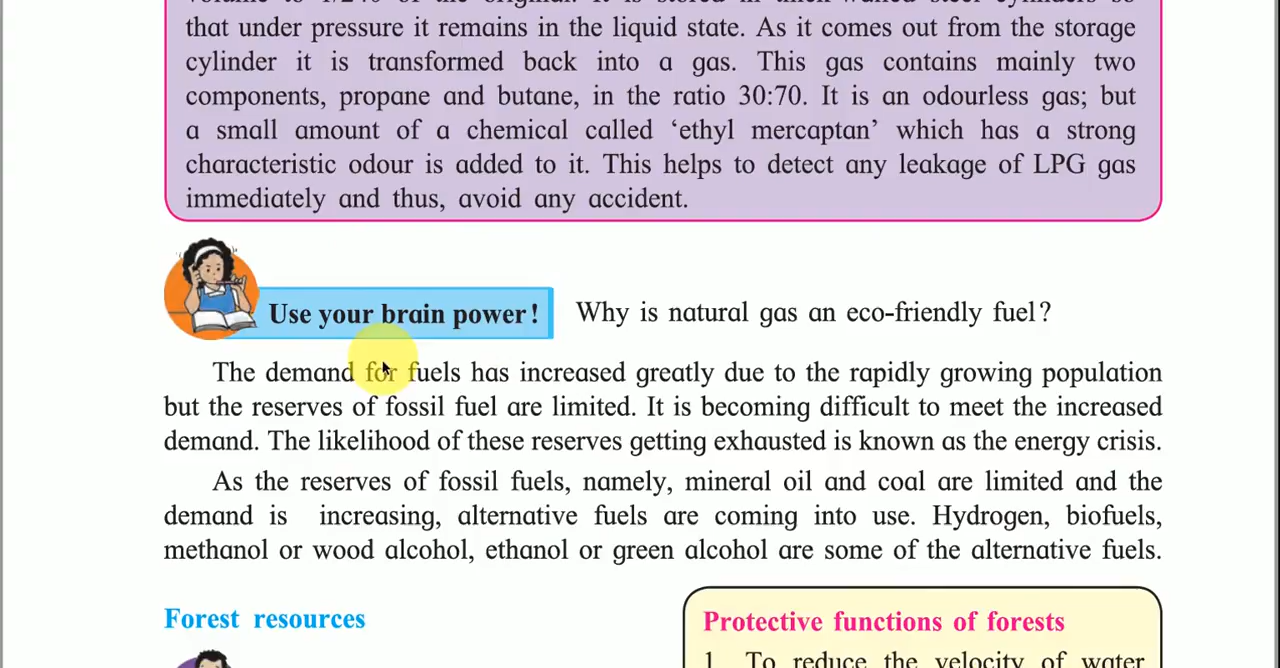 that under pressure it remains in the liquid state. As it comes out from the storage
cylinder it is transformed back into a gas. This gas contains mainly two
components, propane and butane, in the ratio 30:70. It is an odourless gas; but
a small amount of a chemical called ‘ethyl mercaptan’ which has a strong
characteristic odour is added to it. This helps to detect any leakage of LPG gas
immediately and thus, avoid any accident.
Use your brain power! Why is natural gas an eco-friendly fuel?
The demand for fuels has increased greatly due to the rapidly growing population
but the reserves of fossil fuel are limited. It is becoming difficult to meet the increased
demand. The likelihood of these reserves getting exhausted is known as the energy crisis.
As the reserves of fossil fuels, namely, mineral oil and coal are limited and the
demand is increasing, alternative fuels are coming into use. Hydrogen, biofuels,
methanol or wood alcohol, ethanol or green alcohol are some of the alternative fuels.
Forest resources
Protective functions of forests
1. To reduce the velocity of water